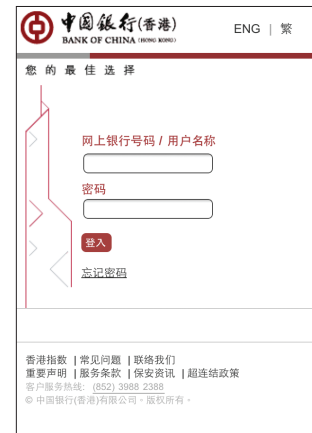 中国银行(香港)
BANK OF CHINA (HONG KONG)
ENG | 繁
您的最佳选择
网上银行号码 / 用户名称
密码
登入
忘记密码
香港指数 | 常见问题 | 联络我们
重要声明 | 服务条款 | 保安资讯 | 超连结政策
客户服务热线: (852) 3988 2388
© 中国银行(香港)有限公司。版权所有。